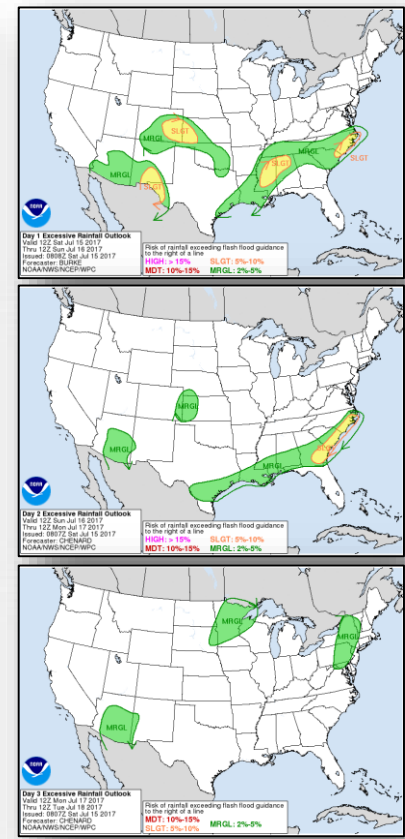 MRGL
SLGT
MRGL
SLGT
MRGL
SLGT
SLGT
NOAA
Day 1 Excessive Rainfall Outlook
Valid 12Z Sat Jul 15 2017
Thru 12Z Sun Jul 16 2017
Issued: 0808Z Sat Jul 15 2017
Forecaster: BURKE
NOAA/NWS/NCEP/WPC
Risk of rainfall exceeding flash flood guidance
to the right of a line
HIGH: > 15% SLGT: 5%-10%
MDT: 10%-15% MRGL: 2%-5%
MRGL
MRGL
MRGL
NOAA
Day 2 Excessive Rainfall Outlook
Valid 12Z Sun Jul 16 2017
Thru 12Z Mon Jul 17 2017
Issued: 0807Z Sat Jul 15 2017
Forecaster: CHENARD
NOAA/NWS/NCEP/WPC
Risk of rainfall exceeding flash flood guidance
to the right of a line
HIGH: > 15% SLGT: 5%-10%
MDT: 10%-15% MRGL: 2%-5%
MRGL
MRGL
MRGL
NOAA
Day 3 Excessive Rainfall Outlook
Valid 12Z Mon Jul 17 2017
Thru 12Z Tue Jul 18 2017
Issued: 0807Z Sat Jul 15 2017
Forecaster: CHENARD
NOAA/NWS/NCEP/WPC
Risk of rainfall exceeding flash flood guidance
to the right of a line
MDT: 10%-15%
SLGT: 5%-10% MRGL: 2%-5%